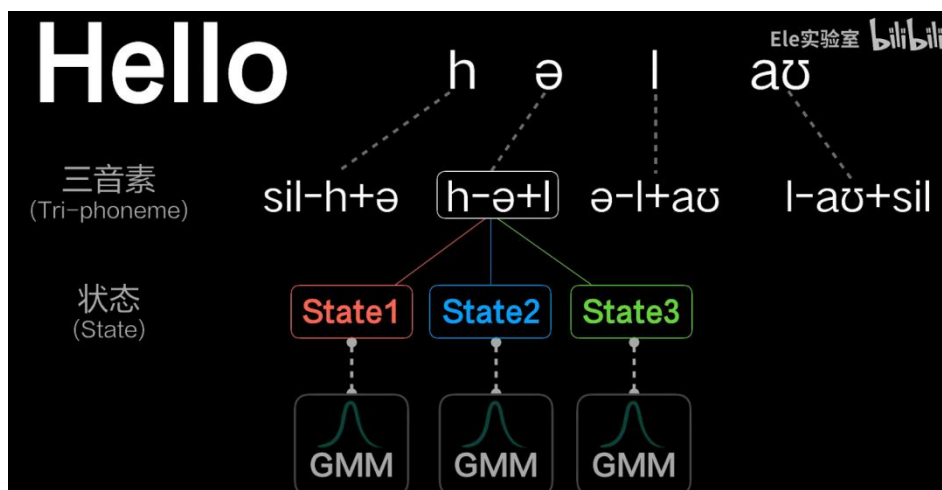 Hello
h ə l aʊ
Ele实验室 bilibili
三音素
(Tri-phoneme)
sil-h+ə h-ə+l ə-l+aʊ l-aʊ+sil
状态
(State)
State1 State2 State3
GMM GMM GMM